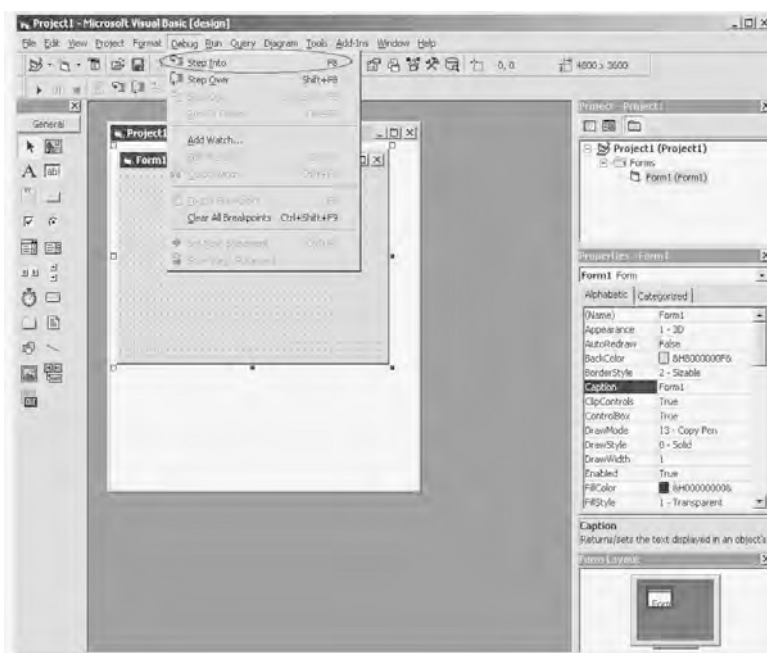 Project1 - Microsoft Visual Basic [design]
File Edit View Project Format Debug Run Query Diagram Tools Add-Ins Window Help
0, 0
4800 x 3600
Step Into F8
Step Over Shift+F8
Add Watch...
Clear All Breakpoints Ctrl+Shift+F9
General
Project1
Form1
Project - Project1
Project1 (Project1)
Forms
Form1 (Form1)
Properties - Form1
Form1 Form
Alphabetic Categorized
(Name) Form1
Appearance 1 - 3D
AutoRedraw False
BackColor &H8000000F&
BorderStyle 2 - Sizable
Caption Form1
ClipControls True
ControlBox True
DrawMode 13 - Copy Pen
DrawStyle 0 - Solid
DrawWidth 1
Enabled True
FillColor &H00000000&
FillStyle 1 - Transparent
Caption
Returns/sets the text displayed in an object's
Form Layout
Form